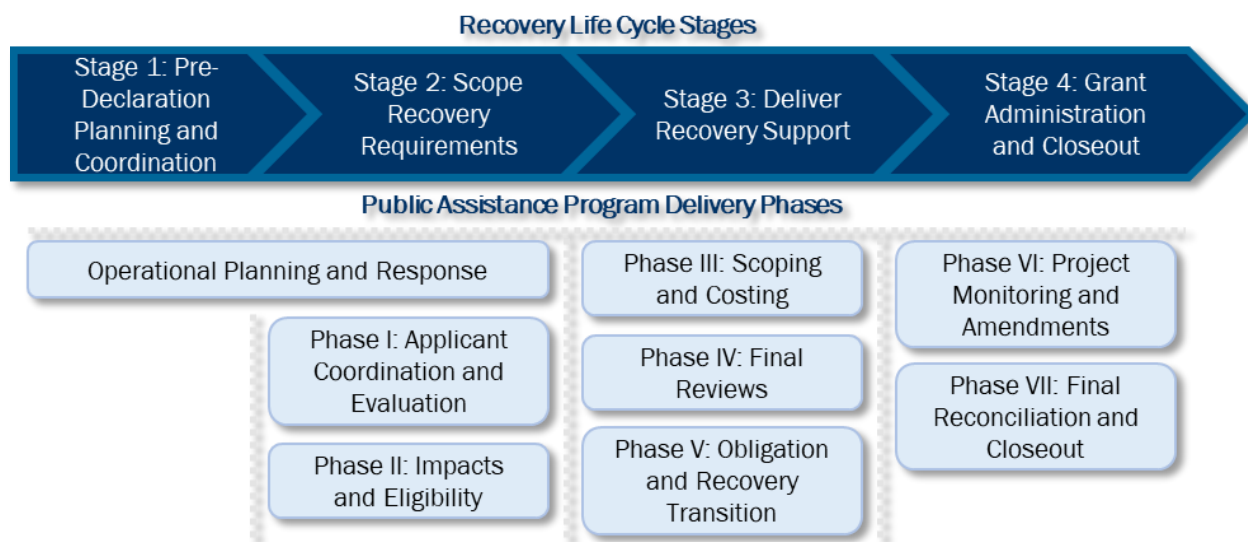 Recovery Life Cycle Stages
Stage 1: Pre-
Declaration
Planning and
Coordination
Stage 2: Scope
Recovery
Requirements
Stage 3: Deliver
Recovery Support
Stage 4: Grant
Administration
and Closeout
Public Assistance Program Delivery Phases
Operational Planning and Response
Phase I: Applicant
Coordination and
Evaluation
Phase II: Impacts
and Eligibility
Phase III: Scoping
and Costing
Phase IV: Final
Reviews
Phase V: Obligation
and Recovery
Transition
Phase VI: Project
Monitoring and
Amendments
Phase VII: Final
Reconciliation and
Closeout